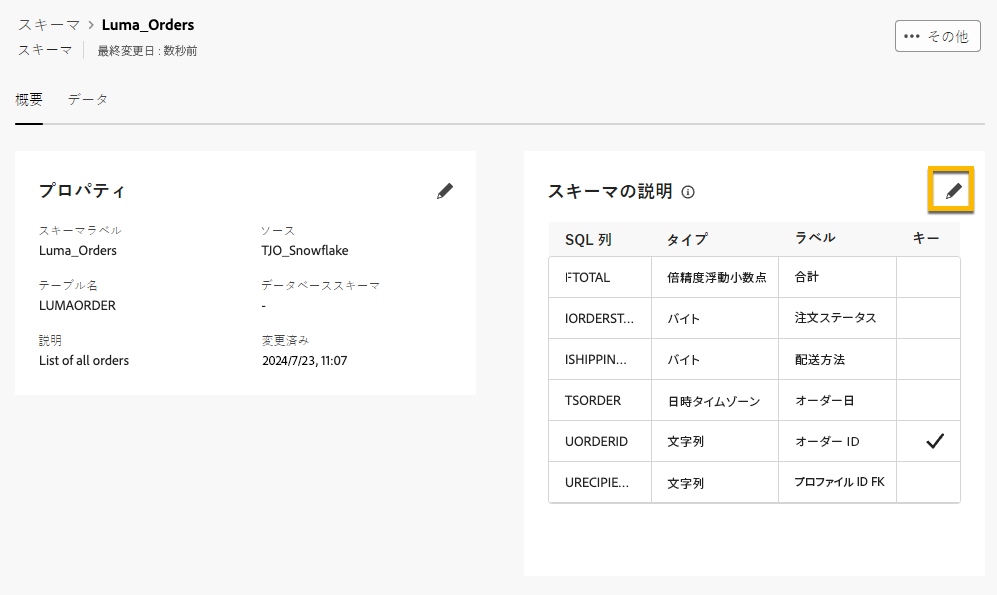 スキーマ > Luma_Orders
スキーマ 最終変更日 : 数秒前
••• その他
概要 データ
プロパティ
スキーマラベル ソース
Luma_Orders TJO_Snowflake
テーブル名 データベーススキーマ
LUMAORDER -
説明 変更済み
List of all orders 2024/7/23, 11:07
スキーマの説明
SQL 列 タイプ ラベル キー
FTOTAL 倍精度浮動小数点 合計
IORDERST... バイト 注文ステータス
ISHIPPIN... バイト 配送方法
TSORDER 日時タイムゾーン オーダー日
UORDERID 文字列 オーダー ID
URECIPIE... 文字列 プロファイル ID FK